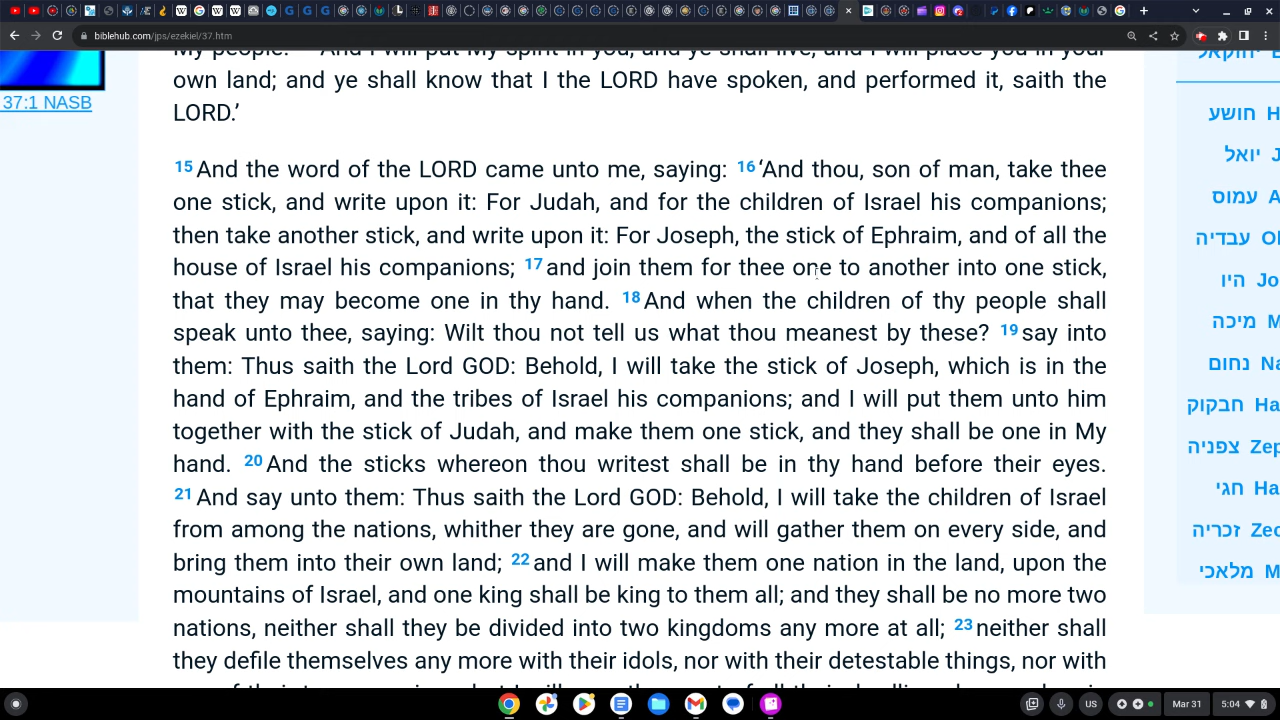 biblehub.com/jps/ezekiel/37.htm
own land; and ye shall know that I the LORD have spoken, and performed it, saith the
LORD.’
37:1 NASB
15 And the word of the LORD came unto me, saying: 16 ‘And thou, son of man, take thee
one stick, and write upon it: For Judah, and for the children of Israel his companions;
then take another stick, and write upon it: For Joseph, the stick of Ephraim, and of all the
house of Israel his companions; 17 and join them for thee one to another into one stick,
that they may become one in thy hand. 18 And when the children of thy people shall
speak unto thee, saying: Wilt thou not tell us what thou meanest by these? 19 say into
them: Thus saith the Lord GOD: Behold, I will take the stick of Joseph, which is in the
hand of Ephraim, and the tribes of Israel his companions; and I will put them unto him
together with the stick of Judah, and make them one stick, and they shall be one in My
hand. 20 And the sticks whereon thou writest shall be in thy hand before their eyes.
21 And say unto them: Thus saith the Lord GOD: Behold, I will take the children of Israel
from among the nations, whither they are gone, and will gather them on every side, and
bring them into their own land; 22 and I will make them one nation in the land, upon the
mountains of Israel, and one king shall be king to them all; and they shall be no more two
nations, neither shall they be divided into two kingdoms any more at all; 23 neither shall
they defile themselves any more with their idols, nor with their detestable things, nor with
חושע H
יואל J
עמוס A
עבדיה Ob
היו Jo
מיכה M
נחום Na
חבקוק Ha
צפניה Zep
חגי Ha
זכריה Zec
מלאכי M
US
Mar 31
5:04